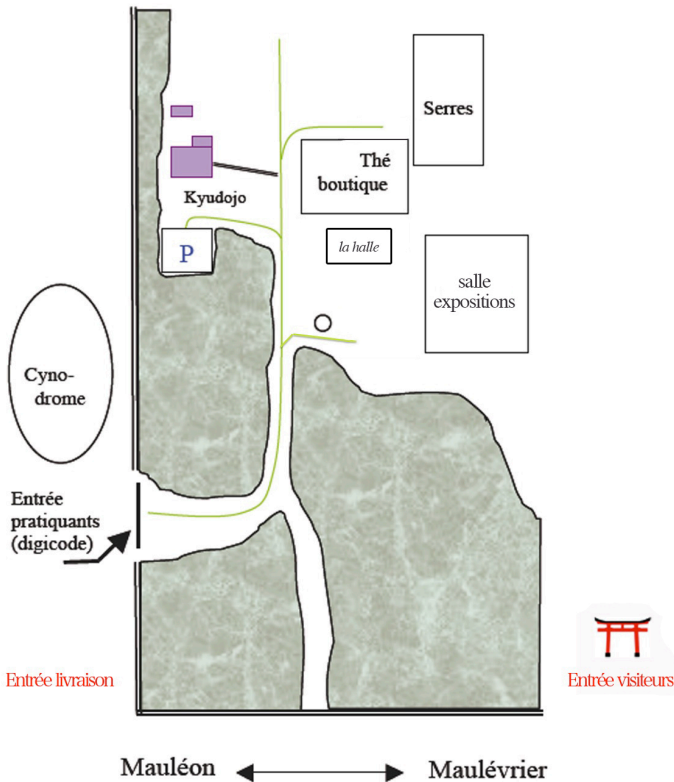 Serres
Thé
boutique
Kyudojo
P
la halle
salle
expositions
Cyno-
drome
Entrée
pratiquants
(digicode)
Entrée livraison
Entrée visiteurs
Mauléon
Maulévrier